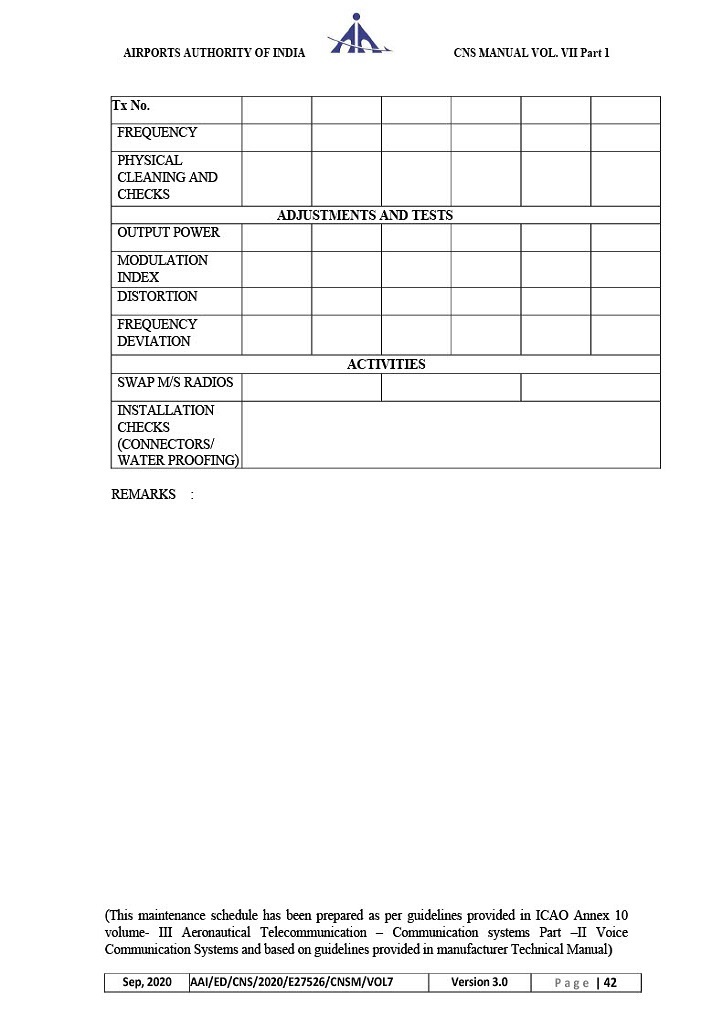 AIRPORTS AUTHORITY OF INDIA
CNS MANUAL VOL. VII Part 1
Tx No.
FREQUENCY
PHYSICAL
CLEANING AND
CHECKS
ADJUSTMENTS AND TESTS
OUTPUT POWER
MODULATION
INDEX
DISTORTION
FREQUENCY
DEVIATION
ACTIVITIES
SWAP M/S RADIOS
INSTALLATION
CHECKS
(CONNECTORS/
WATER PROOFING)
REMARKS :
(This maintenance schedule has been prepared as per guidelines provided in ICAO Annex 10
volume- III Aeronautical Telecommunication – Communication systems Part –II Voice
Communication Systems and based on guidelines provided in manufacturer Technical Manual)
Sep, 2020 AAI/ED/CNS/2020/E27526/CNSM/VOL7 Version 3.0 Page | 42